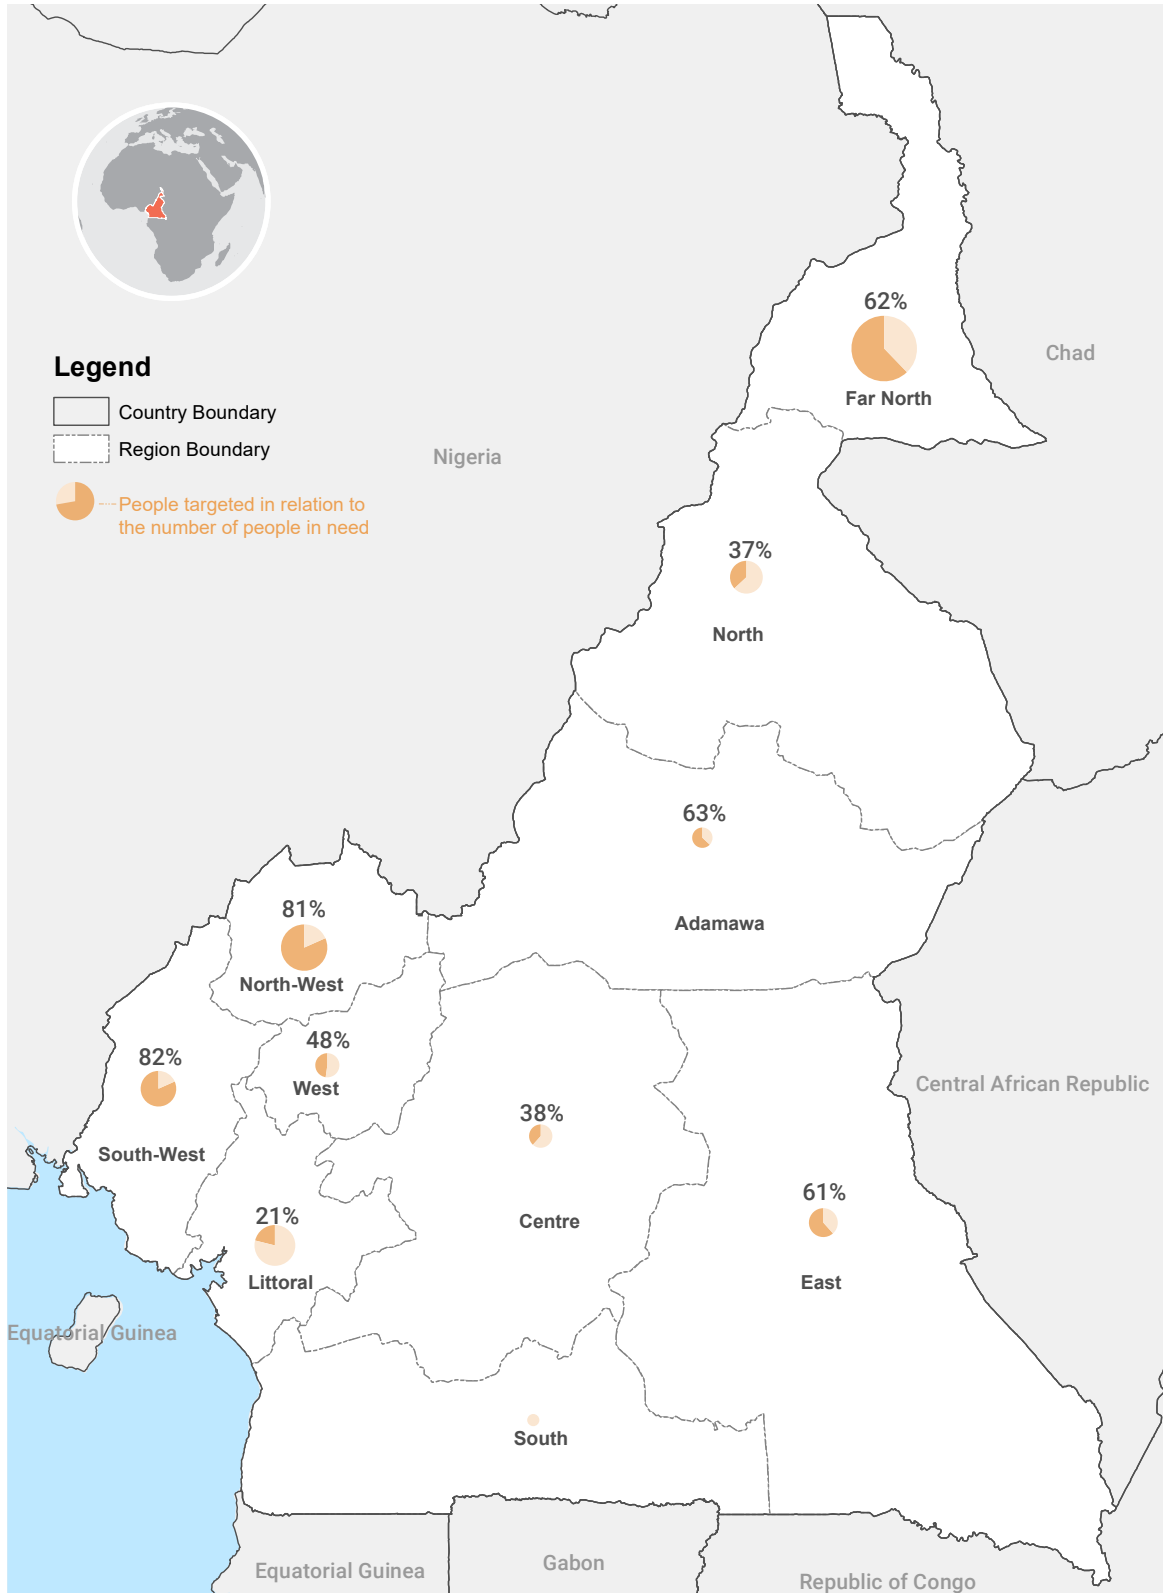 62%
Far North
Chad
Legend
Country Boundary
Region Boundary
People targeted in relation to
the number of people in need
Nigeria
37%
North
63%
Adamawa
81%
North-West
48%
West
82%
South-West
38%
Centre
Central African Republic
21%
Littoral
61%
East
Equatorial Guinea
South
Equatorial Guinea
Gabon
Republic of Congo